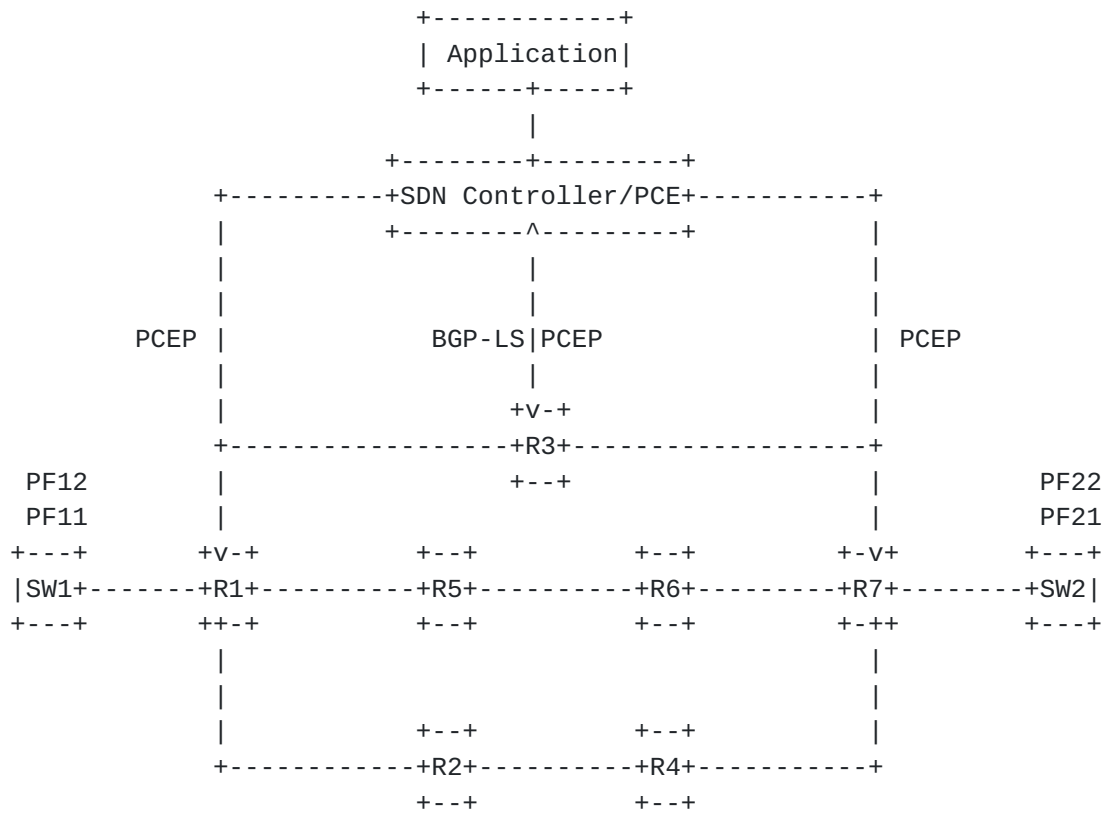 Application
SDN Controller/PCE
PCEP BGP-LS PCEP PCEP
R3
PF12 PF22
PF11 PF21
SW1 R1 R5 R6 R7 SW2
R2 R4